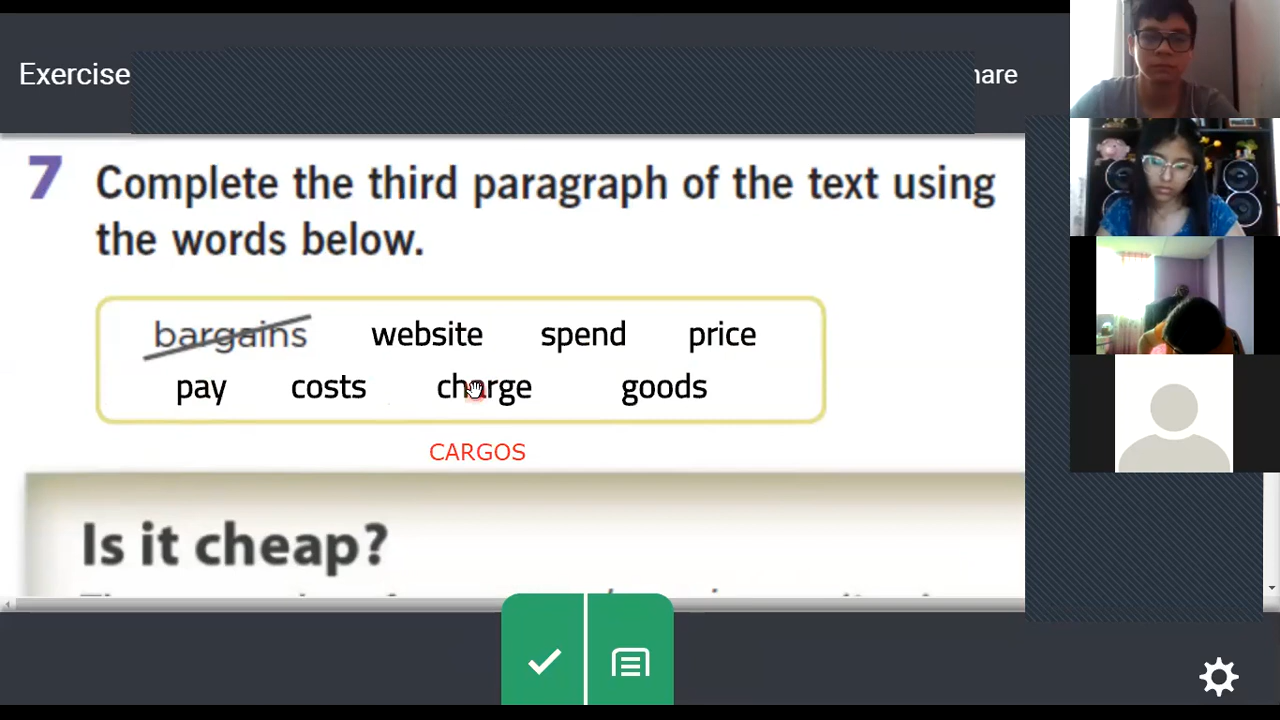 Exercise
hare
7 Complete the third paragraph of the text using
the words below.
bargains website spend price
pay costs charge goods
CARGOS
Is it cheap?